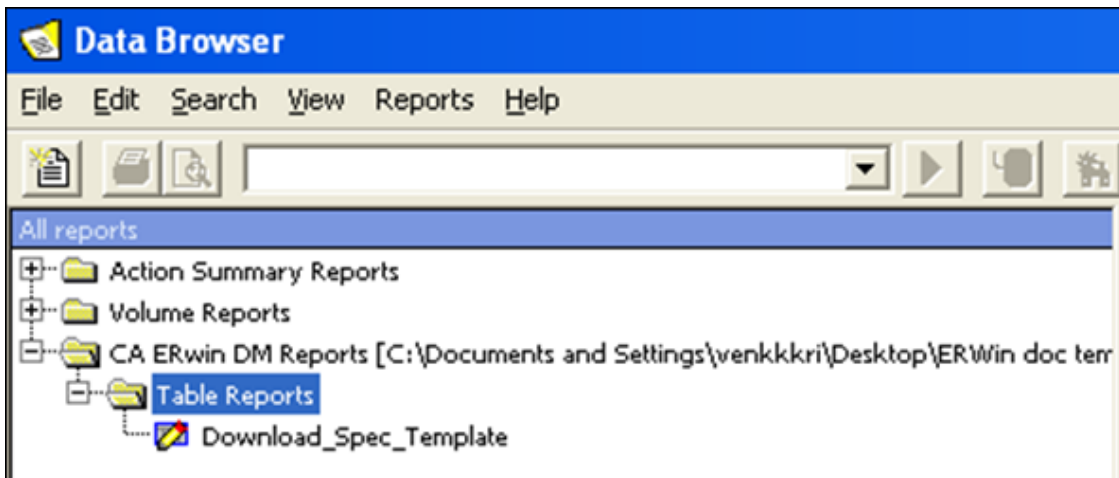 Data Browser
File Edit Search View Reports Help
All reports
Action Summary Reports
Volume Reports
CA ERwin DM Reports [C:\Documents and Settings\venkkkri\Desktop\ERWin doc tem
Table Reports
Download_Spec_Template